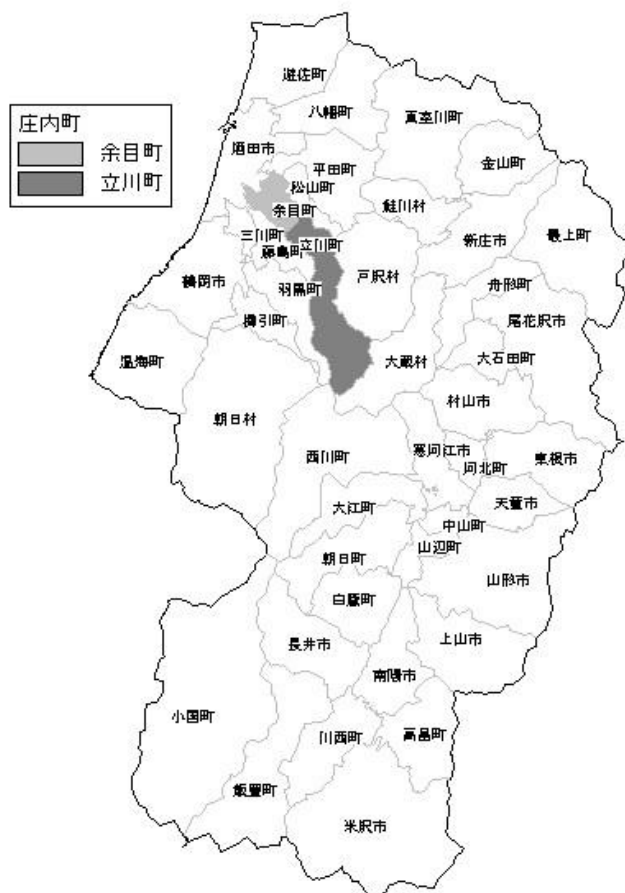 庄内町
余目町
立川町
遊佐町
八幡町
真室川町
酒田市
金山町
平田町
松山町
鮭川村
余目町
三川町
立川町
新庄市
最上町
藤島町
戸沢村
鶴岡市
羽黒町
舟形町
櫛引町
尾花沢市
温海町
大蔵村
大石田町
朝日村
村山市
西川町
寒河江市
河北町
東根市
大江町
天童市
中山町
山辺町
朝日町
山形市
白鷹町
長井市
上山市
南陽市
小国町
川西町
高畠町
飯豊町
米沢市